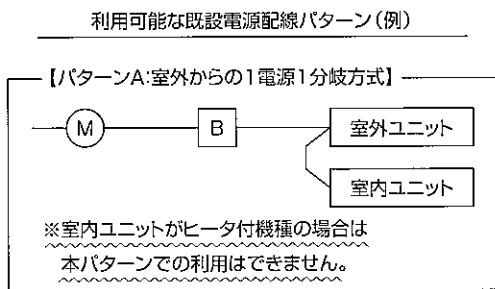 利用可能な既設電源配線パターン(例)
【パターンA:室外からの1電源1分岐方式】
M
B
室外ユニット
室内ユニット
※室内ユニットがヒータ付機種の場合は
本パターンでの利用はできません。